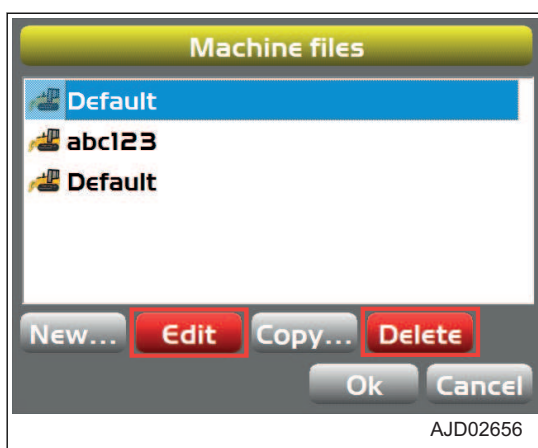 Machine files
Default
abc123
Default
New... Edit Copy... Delete
Ok Cancel
AJD02656